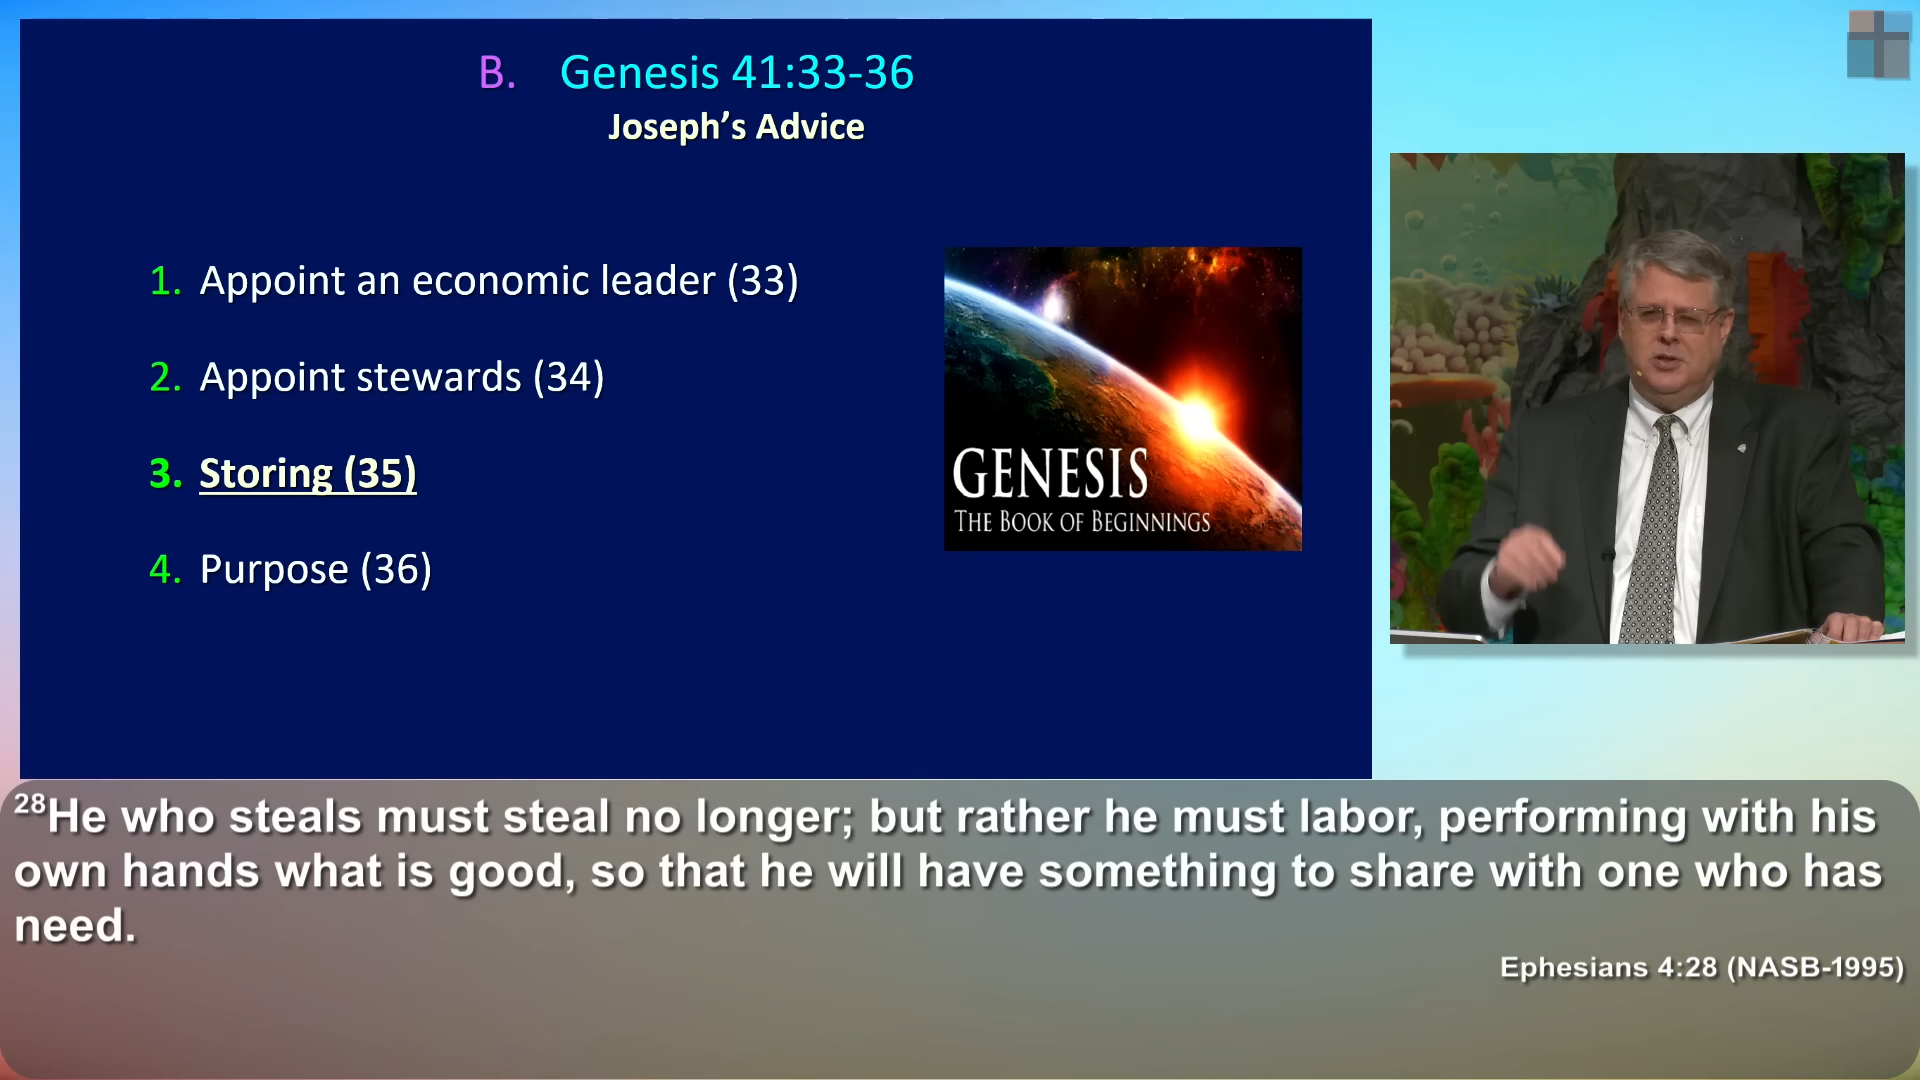 B. Genesis 41:33-36
Joseph’s Advice
1. Appoint an economic leader (33)
2. Appoint stewards (34)
3. Storing (35)
4. Purpose (36)
GENESIS
THE BOOK OF BEGINNINGS
28He who steals must steal no longer; but rather he must labor, performing with his
own hands what is good, so that he will have something to share with one who has
need.
Ephesians 4:28 (NASB-1995)